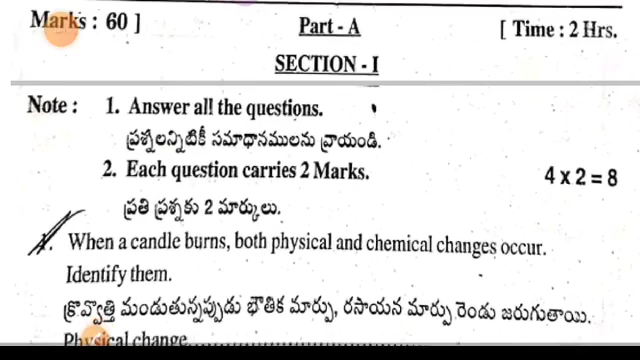 Marks : 60 ] Part - A [ Time : 2 Hrs.
SECTION - I
Note : 1. Answer all the questions.
ప్రశ్నలన్నిటికీ సమాధానములను వ్రాయండి.
2. Each question carries 2 Marks. 4 x 2 = 8
ప్రతి ప్రశ్నకు 2 మార్కులు.
When a candle burns, both physical and chemical changes occur.
Identify them.
క్రొవ్వొత్తి మండుతున్నప్పుడు భౌతిక మార్పు, రసాయన మార్పు రెండు జరుగుతాయి.
Physical change